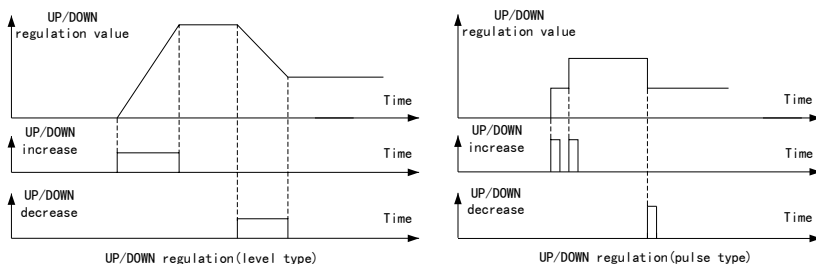 UP/DOWN
regulation value
Time
UP/DOWN
increase
Time
UP/DOWN
decrease
Time
UP/DOWN regulation(level type)
UP/DOWN
regulation value
Time
UP/DOWN
increase
Time
UP/DOWN
decrease
Time
UP/DOWN regulation(pulse type)